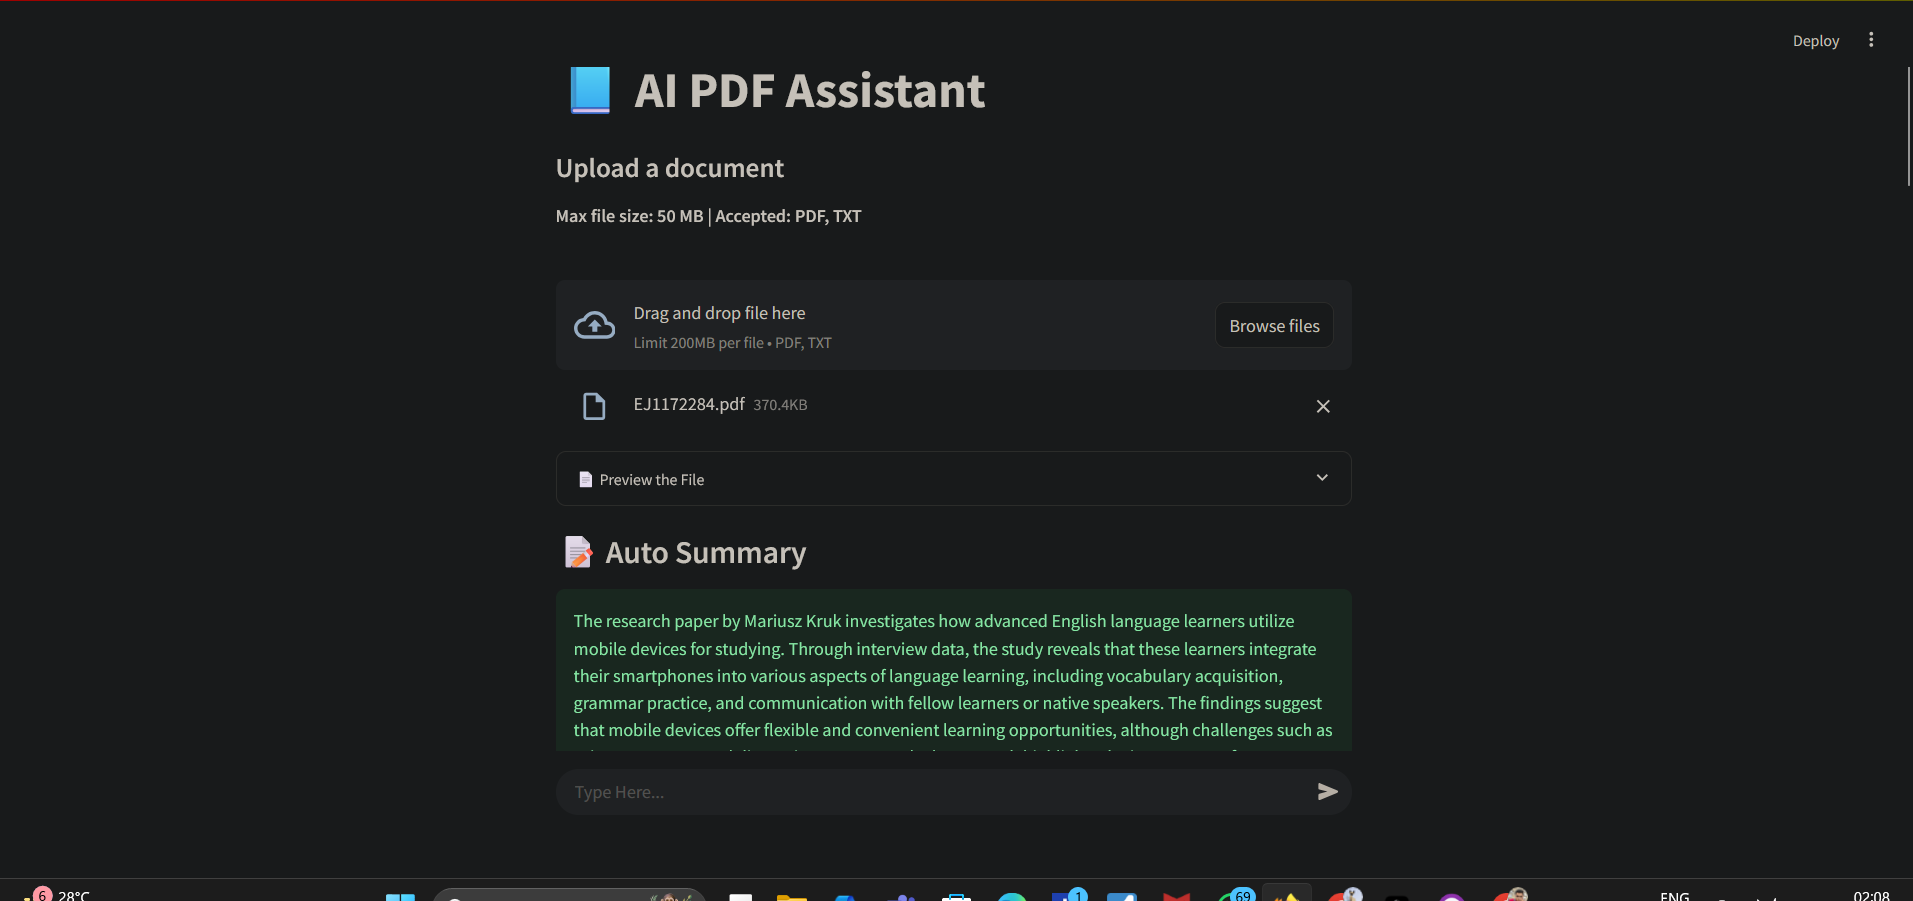 Deploy
AI PDF Assistant
Upload a document
Max file size: 50 MB | Accepted: PDF, TXT
Drag and drop file here
Limit 200MB per file • PDF, TXT
Browse files
EJ1172284.pdf 370.4KB
Preview the File
Auto Summary
The research paper by Mariusz Kruk investigates how advanced English language learners utilize
mobile devices for studying. Through interview data, the study reveals that these learners integrate
their smartphones into various aspects of language learning, including vocabulary acquisition,
grammar practice, and communication with fellow learners or native speakers. The findings suggest
that mobile devices offer flexible and convenient learning opportunities, although challenges such as
Type Here...
6 28°C
1
69
ENG
02:08